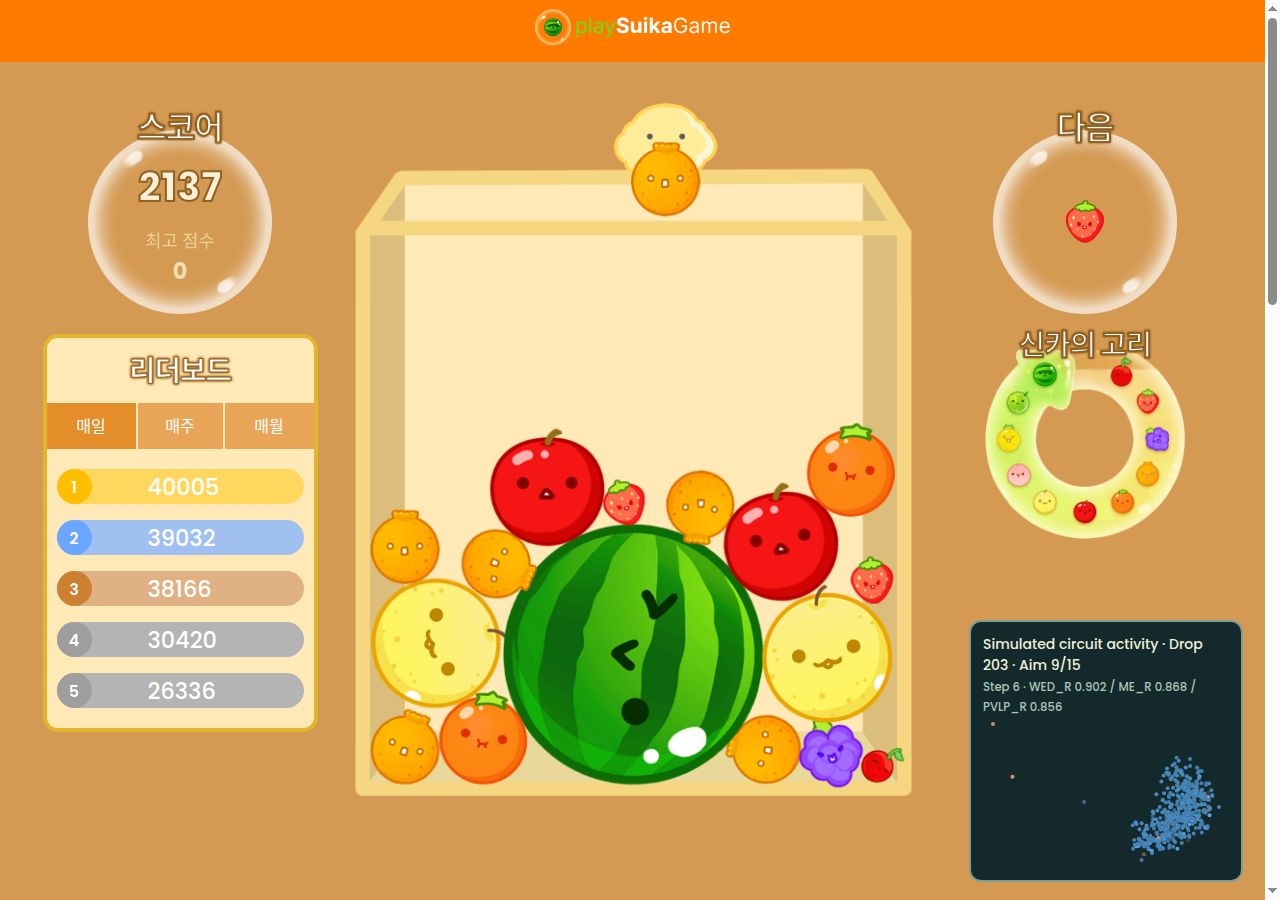 playSuikaGame
스코어
2137
최고 점수
0
다음
리더보드
매일 매주 매월
1 40005
2 39032
3 38166
4 30420
5 26336
신카의 고리
Simulated circuit activity · Drop
203 · Aim 9/15
Step 6 · WED_R 0.902 / ME_R 0.868 /
PVLP_R 0.856